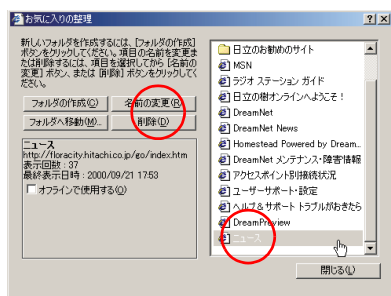 お気に入りの整理
新しいフォルダを作成するには、[フォルダの作成]
ボタンをクリックしてください。項目の名前を変更ま
たは削除するには、項目を選択してから [名前の
変更] ボタン、または [削除] ボタンをクリックしてく
ださい。
フォルダの作成(C)
名前の変更(R)
フォルダへ移動(M)...
削除(D)
ニュース
http://floracity.hitachi.co.jp/go/index.htm
表示回数 : 37
最終表示日時 : 2000/09/21 17:53
オフラインで使用する(O)
日立のお勧めのサイト
MSN
ラジオ ステーション ガイド
日立の樹オンラインへようこそ!
DreamNet
DreamNet News
Homestead Powered by Dream...
DreamNet メンテナンス・障害情報
アクセスポイント別接続状況
ユーザーサポート・設定
ヘルプ&サポート トラブルがおきたら
DreamPreview
ニュース
閉じる(L)